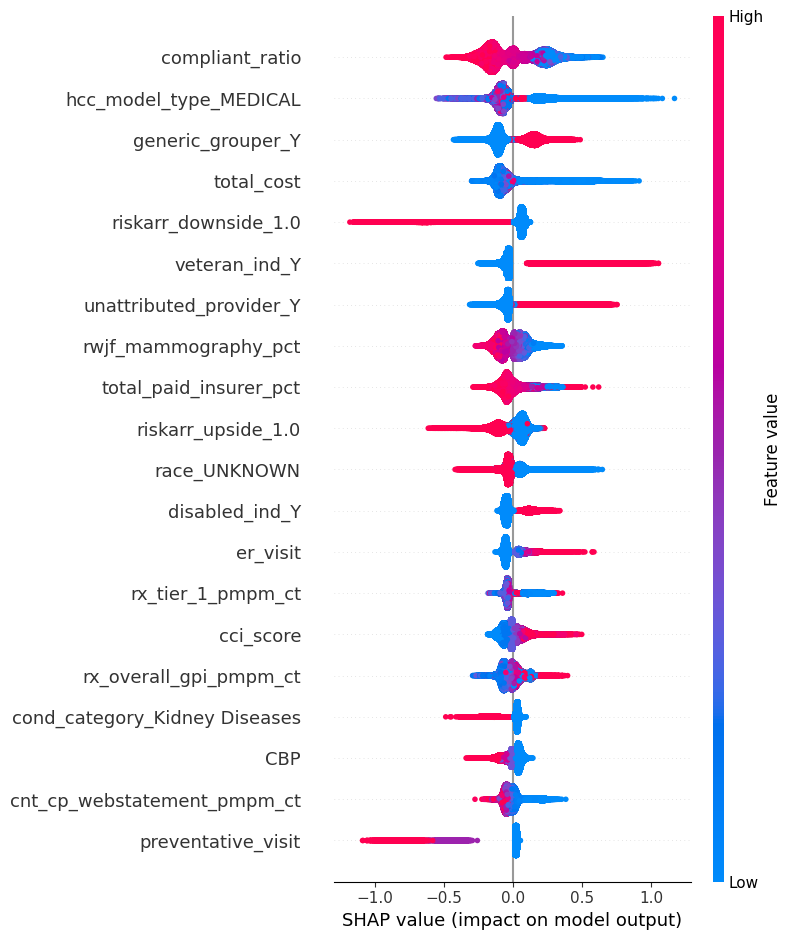 High
compliant_ratio
hcc_model_type_MEDICAL
generic_grouper_Y
total_cost
riskarr_downside_1.0
veteran_ind_Y
unattributed_provider_Y
rwjf_mammography_pct
total_paid_insurer_pct
riskarr_upside_1.0
race_UNKNOWN
disabled_ind_Y
er_visit
rx_tier_1_pmpm_ct
cci_score
rx_overall_gpi_pmpm_ct
cond_category_Kidney Diseases
CBP
cnt_cp_webstatement_pmpm_ct
preventative_visit
Feature value
Low
−1.0 −0.5 0.0 0.5 1.0
SHAP value (impact on model output)